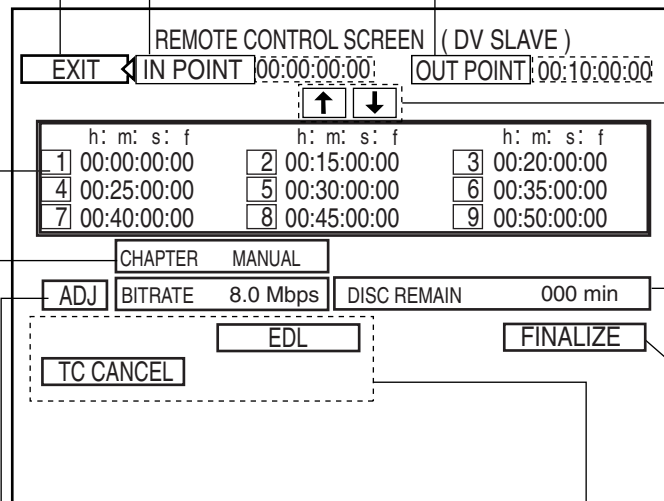 REMOTE CONTROL SCREEN ( DV SLAVE )
EXIT IN POINT 00:00:00:00 OUT POINT 00:10:00:00
↑ ↓
h: m: s: f h: m: s: f h: m: s: f
1 00:00:00:00 2 00:15:00:00 3 00:20:00:00
4 00:25:00:00 5 00:30:00:00 6 00:35:00:00
7 00:40:00:00 8 00:45:00:00 9 00:50:00:00
CHAPTER MANUAL
ADJ BITRATE 8.0 Mbps DISC REMAIN 000 min
EDL FINALIZE
TC CANCEL